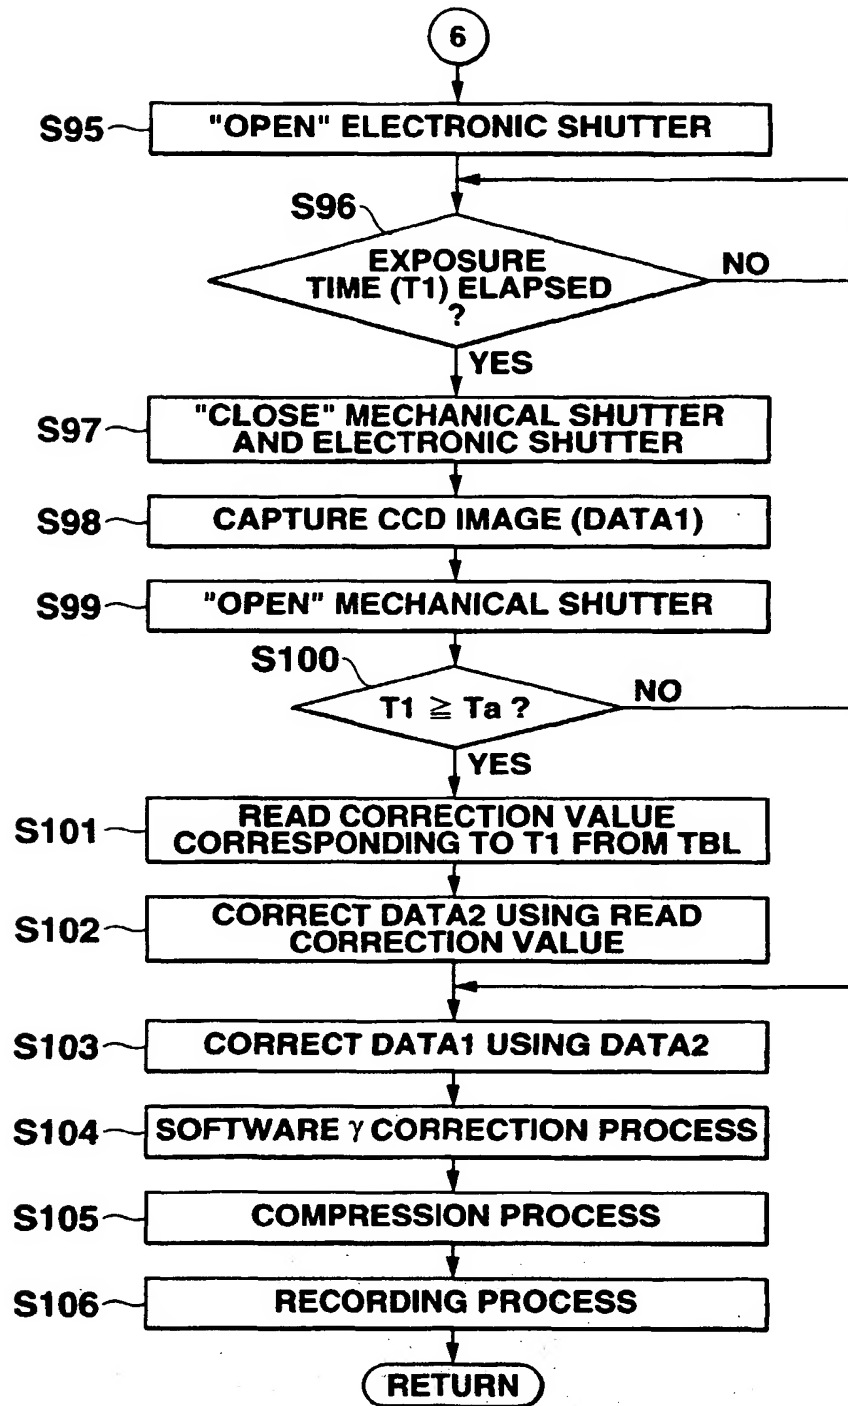 6
S95
"OPEN" ELECTRONIC SHUTTER
S96
EXPOSURE
TIME (T1) ELAPSED
?
NO
YES
S97
"CLOSE" MECHANICAL SHUTTER
AND ELECTRONIC SHUTTER
S98
CAPTURE CCD IMAGE (DATA1)
S99
"OPEN" MECHANICAL SHUTTER
S100
T1 ≧ Ta ?
NO
YES
S101
READ CORRECTION VALUE
CORRESPONDING TO T1 FROM TBL
S102
CORRECT DATA2 USING READ
CORRECTION VALUE
S103
CORRECT DATA1 USING DATA2
S104
SOFTWARE γ CORRECTION PROCESS
S105
COMPRESSION PROCESS
S106
RECORDING PROCESS
RETURN